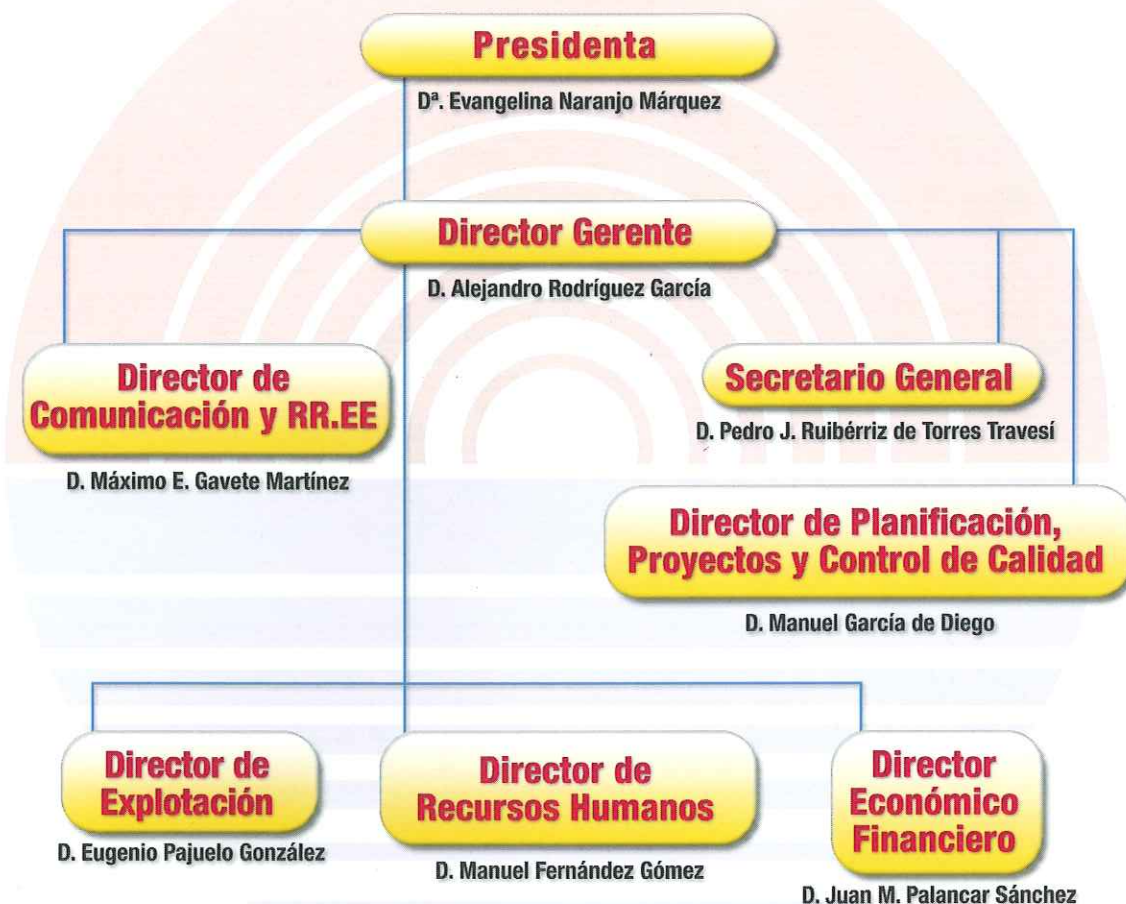 Presidenta
Dª. Evangelina Naranjo Márquez
Director Gerente
D. Alejandro Rodríguez García
Director de
Comunicación y RR.EE
D. Máximo E. Gavete Martínez
Secretario General
D. Pedro J. Ruibérriz de Torres Travesí
Director de Planificación,
Proyectos y Control de Calidad
D. Manuel García de Diego
Director de
Explotación
D. Eugenio Pajuelo González
Director de
Recursos Humanos
D. Manuel Fernández Gómez
Director
Económico
Financiero
D. Juan M. Palancar Sánchez